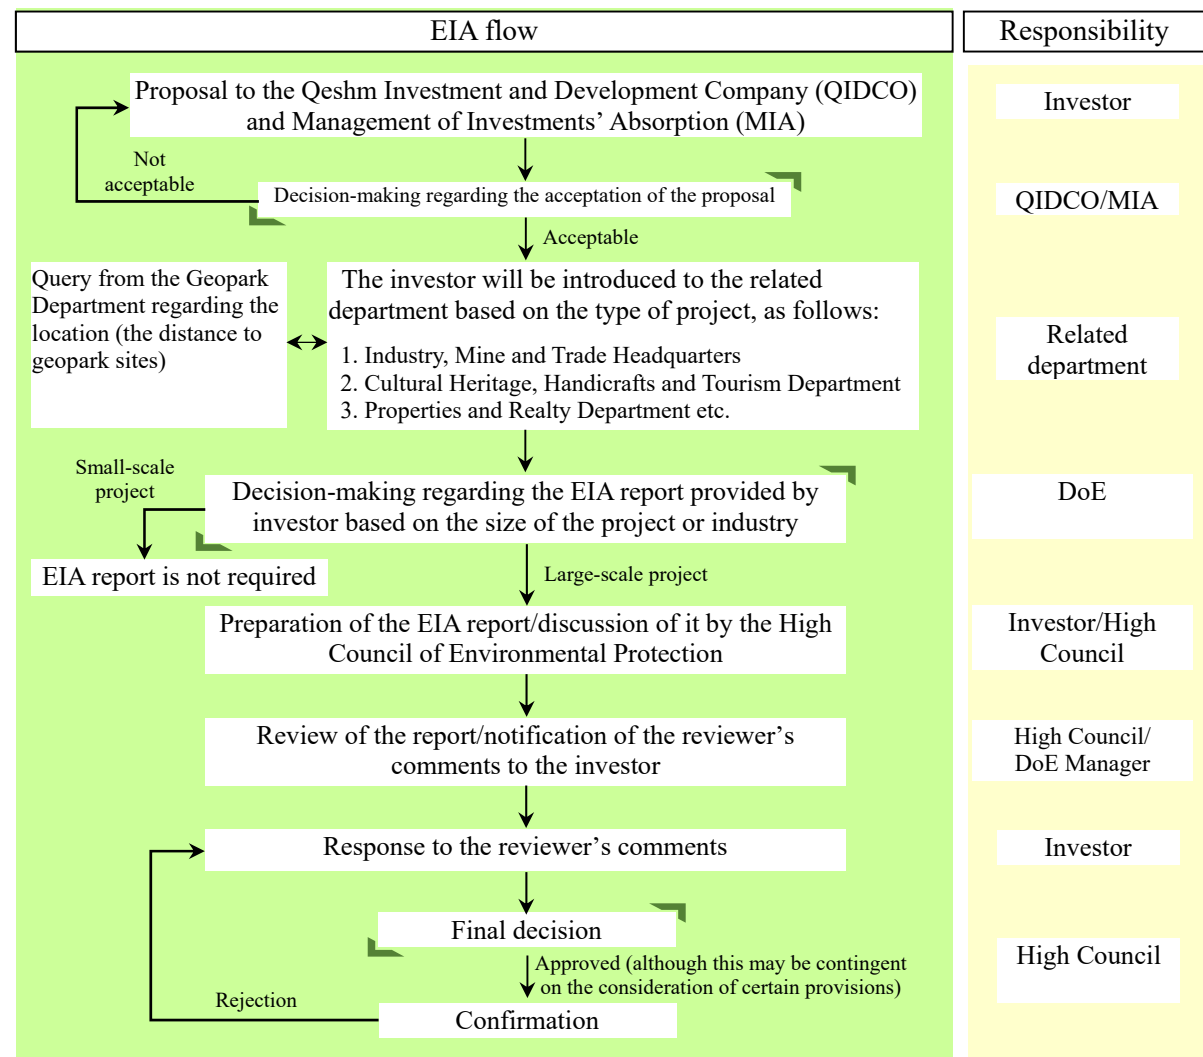 EIA flow
Responsibility
Proposal to the Qeshm Investment and Development Company (QIDCO)
and Management of Investments’ Absorption (MIA)
Investor
Not
acceptable
Decision-making regarding the acceptation of the proposal
QIDCO/MIA
Acceptable
Query from the Geopark
Department regarding the
location (the distance to
geopark sites)
The investor will be introduced to the related
department based on the type of project, as follows:
1. Industry, Mine and Trade Headquarters
2. Cultural Heritage, Handicrafts and Tourism Department
3. Properties and Realty Department etc.
Related
department
Small-scale
project
Decision-making regarding the EIA report provided by
investor based on the size of the project or industry
DoE
EIA report is not required
Large-scale project
Preparation of the EIA report/discussion of it by the High
Council of Environmental Protection
Investor/High
Council
Review of the report/notification of the reviewer’s
comments to the investor
High Council/
DoE Manager
Response to the reviewer’s comments
Investor
Final decision
High Council
Approved (although this may be contingent
on the consideration of certain provisions)
Rejection
Confirmation